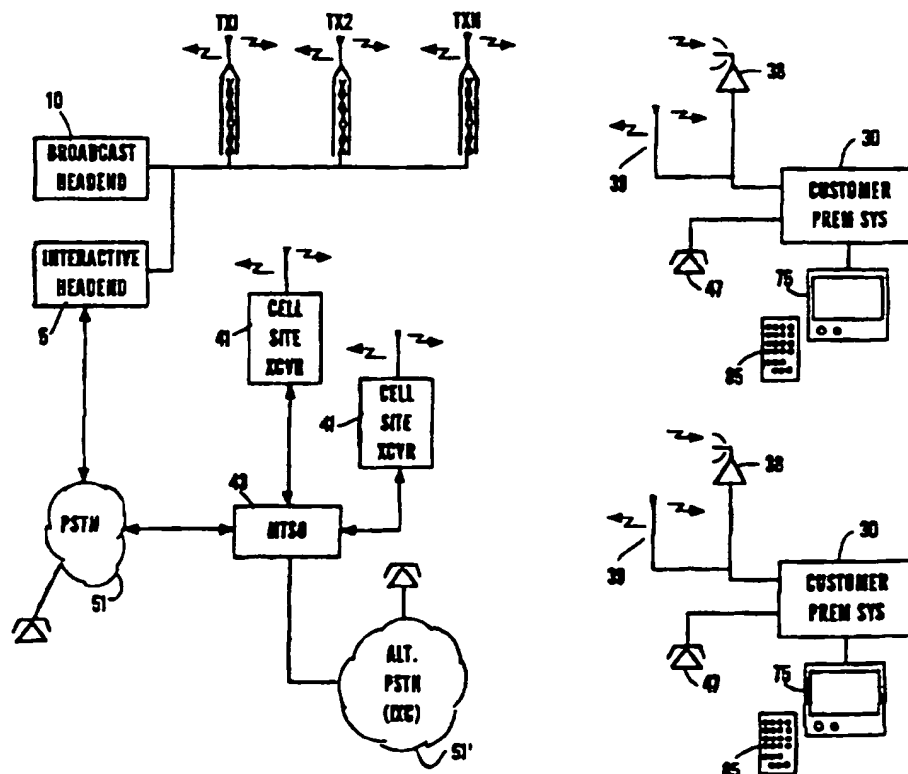 TX1
TX2
TXN
10
BROADCAST
HEADEND
INTERACTIVE
HEADEND
5
41
CELL
SITE
XCVR
41
CELL
SITE
XCVR
43
MTSO
PSTN
51
ALT.
PSTN
(IXC)
51'
38
39
30
CUSTOMER
PREM SYS
47
75
85
38
39
30
CUSTOMER
PREM SYS
47
75
85